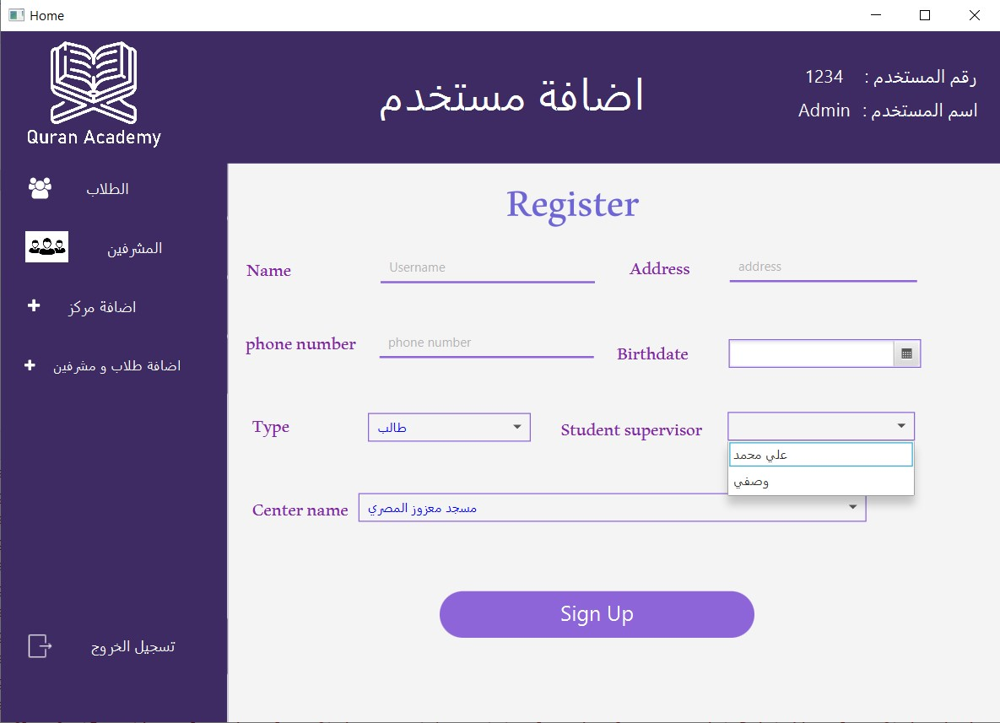 Home
Quran Academy
اضافة مستخدم
رقم المستخدم : 1234
اسم المستخدم : Admin
الطلاب
المشرفين
اضافة مركز
اضافة طلاب و مشرفين
تسجيل الخروج
Register
Name Username Address address
phone number phone number Birthdate
Type طالب Student supervisor
علي محمد
وصفي
Center name مسجد معزوز المصري
Sign Up